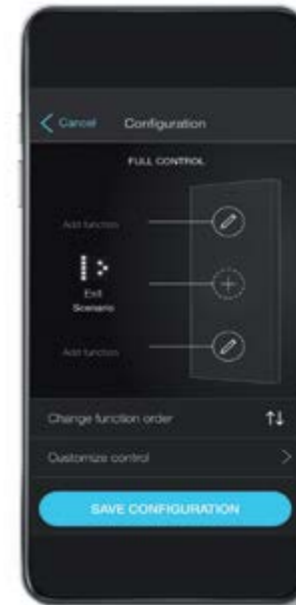 Cancel Configuration
FULL CONTROL
Add function
Exit
Scenario
Add function
Change function order
Customize control
SAVE CONFIGURATION